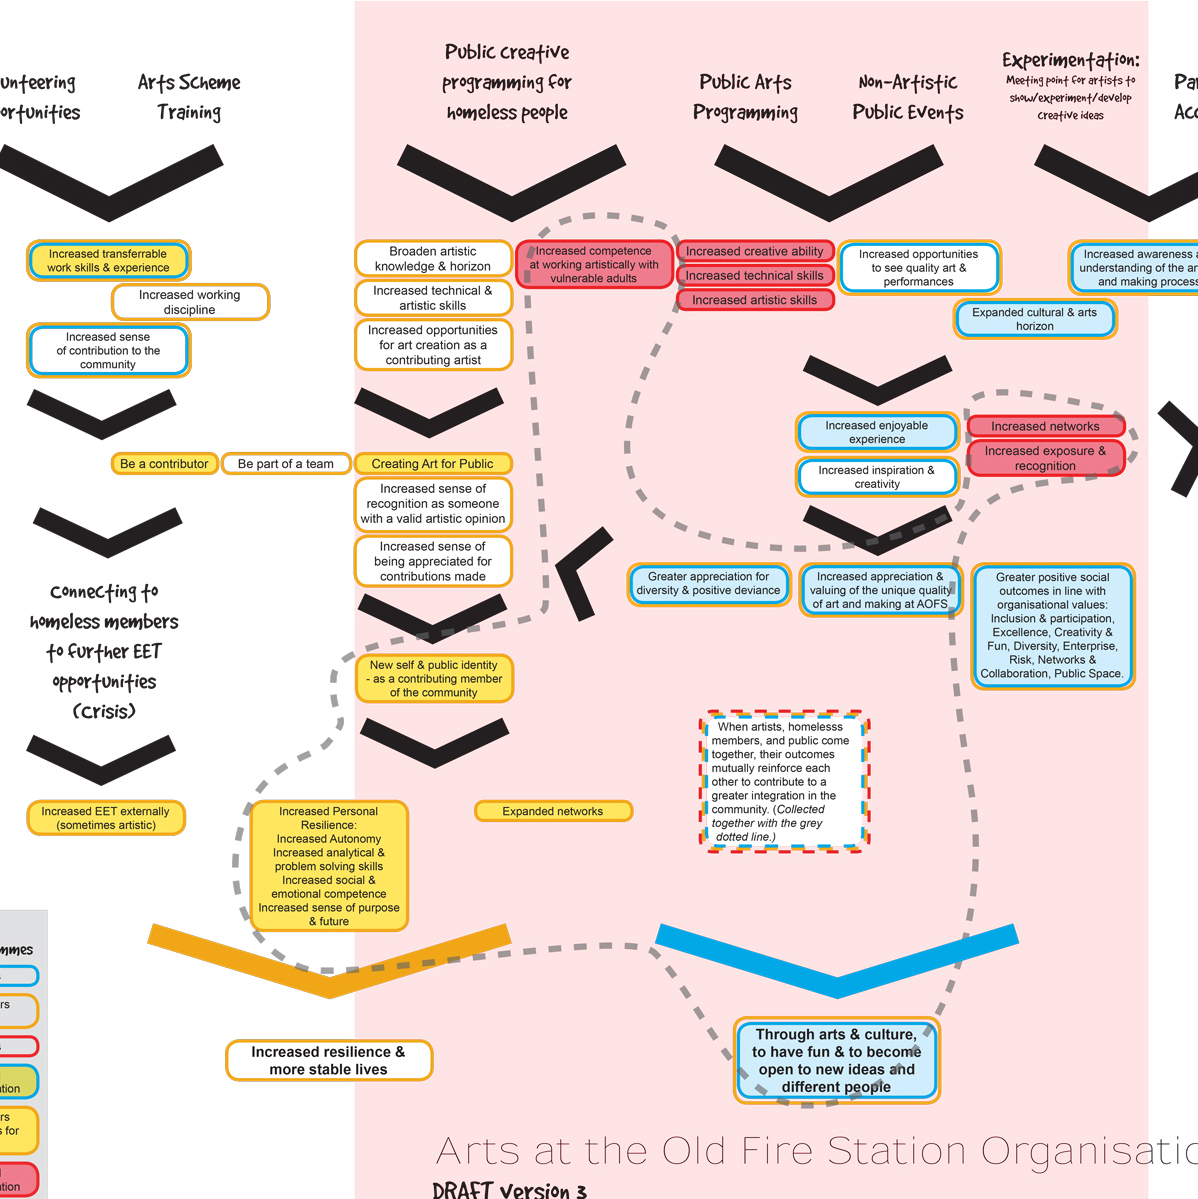 unteering
ortunities
Arts Scheme
Training
Public Creative
programming for
homeless people
Public Arts
Programming
Non-Artistic
Public Events
Experimentation:
Meeting point for artists to
show/experiment/develop
creative ideas
Par
Acc
Increased transferrable
work skills & experience
Increased working
discipline
Increased sense
of contribution to the
community
Broaden artistic
knowledge & horizon
Increased technical &
artistic skills
Increased opportunities
for art creation as a
contributing artist
Increased competence
at working artistically with
vulnerable adults
Increased creative ability
Increased technical skills
Increased artistic skills
Increased opportunities
to see quality art &
performances
Expanded cultural & arts
horizon
Increased awareness a
understanding of the ar
and making process
Increased enjoyable
experience
Increased inspiration &
creativity
Increased networks
Increased exposure &
recognition
Be a contributor
Be part of a team
Creating Art for Public
Increased sense of
recognition as someone
with a valid artistic opinion
Increased sense of
being appreciated for
contributions made
Greater appreciation for
diversity & positive deviance
Increased appreciation &
valuing of the unique quality
of art and making at AOFS
Greater positive social
outcomes in line with
organisational values:
Inclusion & participation,
Excellence, Creativity &
Fun, Diversity, Enterprise,
Risk, Networks &
Collaboration, Public Space.
Connecting to
homeless members
to further EET
opportunities
(Crisis)
New self & public identity
- as a contributing member
of the community
When artists, homelesss
members, and public come
together, their outcomes
mutually reinforce each
other to contribute to a
greater integration in the
community. (Collected
together with the grey
dotted line.)
Increased EET externally
(sometimes artistic)
Increased Personal
Resilience:
Increased Autonomy
Increased analytical &
problem solving skills
Increased social &
emotional competence
Increased sense of purpose
& future
Expanded networks
mmes
s
rs
s
l
ation
rs
s for
l
ation
Increased resilience &
more stable lives
Through arts & culture,
to have fun & to become
open to new ideas and
different people
Arts at the Old Fire Station Organisatio
DRAFT Version 3